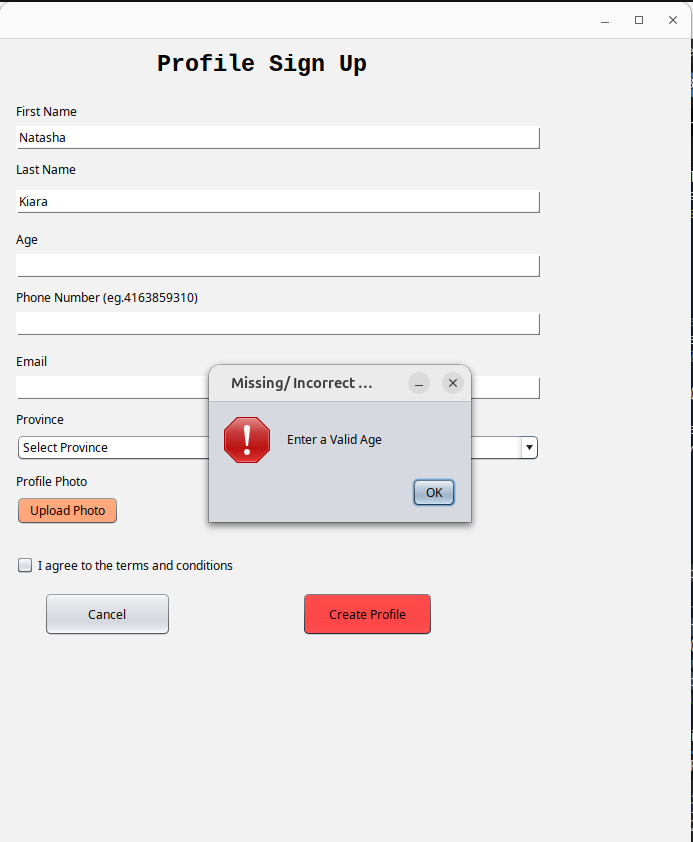 Profile Sign Up
First Name
Natasha
Last Name
Kiara
Age
Phone Number (eg.4163859310)
Email
Missing/ Incorrect ...
Province
Select Province
Enter a Valid Age
Profile Photo
OK
Upload Photo
I agree to the terms and conditions
Cancel
Create Profile